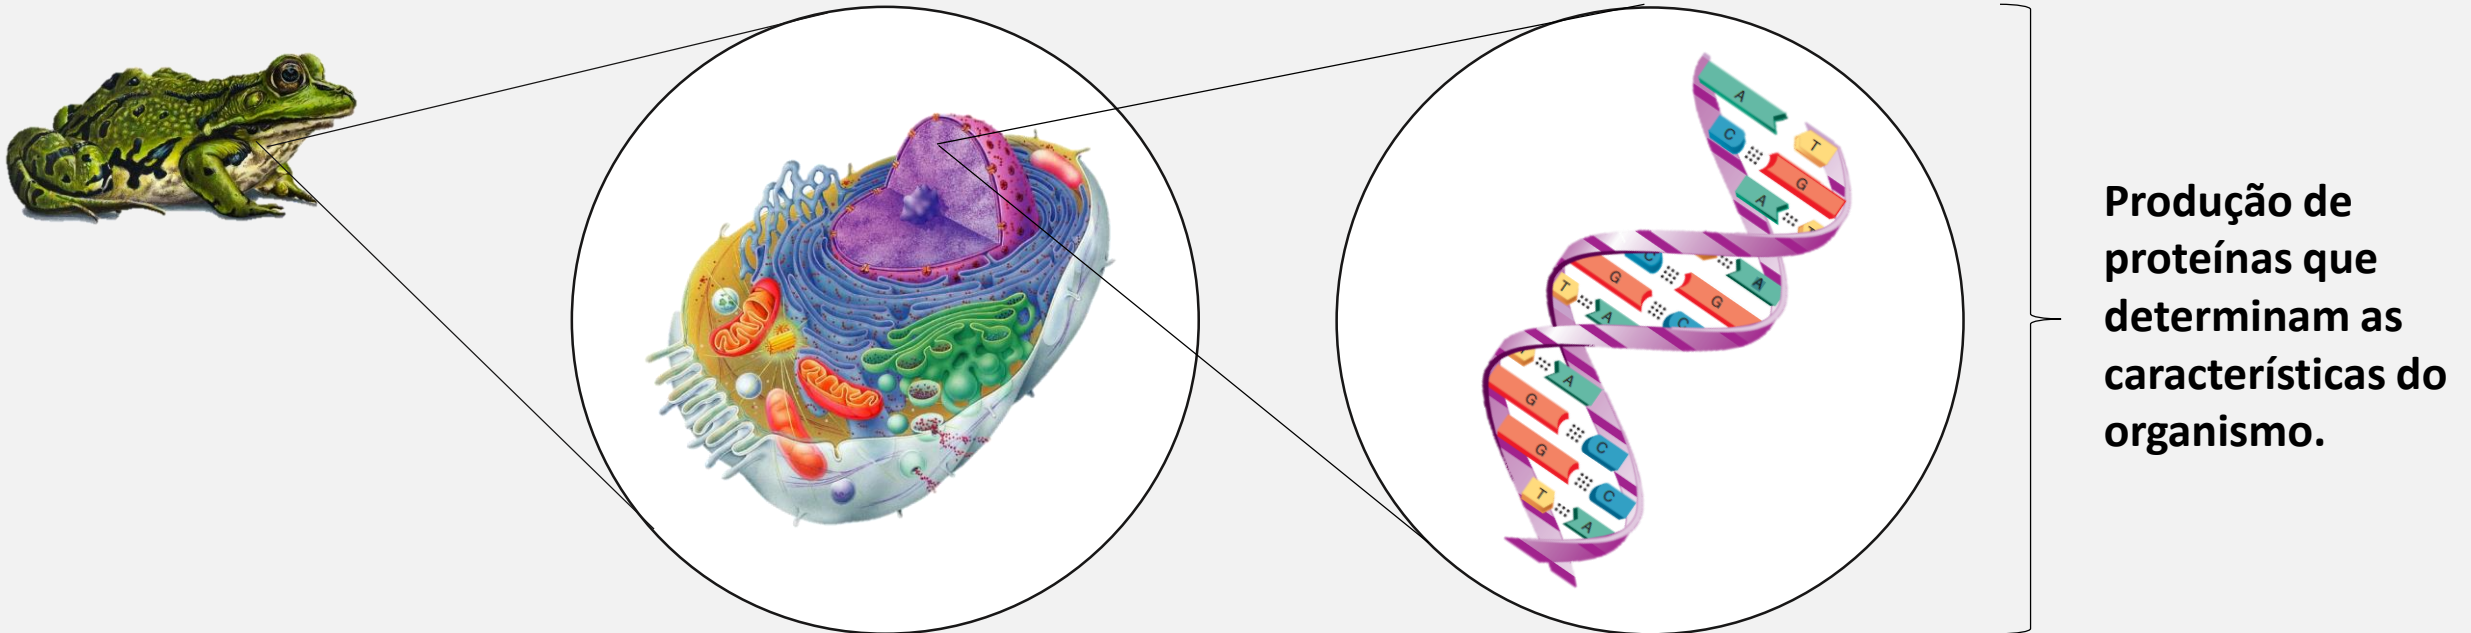 A
C
T
G
A
C
G
A
G
T
A
C
T
A
G
C
G
C
T
A
Produção de
proteínas que
determinam as
características do
organismo.